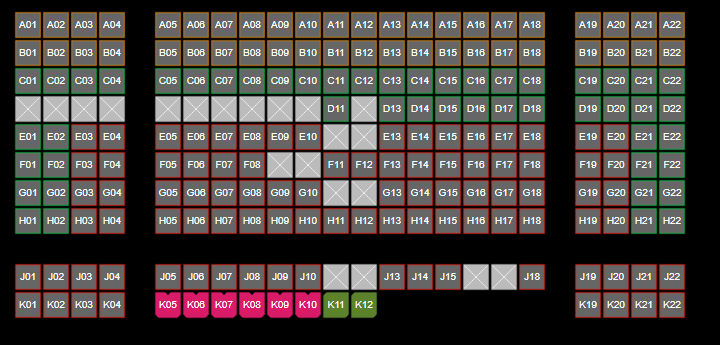 A01 A02 A03 A04 A05 A06 A07 A08 A09 A10 A11 A12 A13 A14 A15 A16 A17 A18 A19 A20 A21 A22
B01 B02 B03 B04 B05 B06 B07 B08 B09 B10 B11 B12 B13 B14 B15 B16 B17 B18 B19 B20 B21 B22
C01 C02 C03 C04 C05 C06 C07 C08 C09 C10 C11 C12 C13 C14 C15 C16 C17 C18 C19 C20 C21 C22
D11 D13 D14 D15 D16 D17 D18 D19 D20 D21 D22
E01 E02 E03 E04 E05 E06 E07 E08 E09 E10 E13 E14 E15 E16 E17 E18 E19 E20 E21 E22
F01 F02 F03 F04 F05 F06 F07 F08 F11 F12 F13 F14 F15 F16 F17 F18 F19 F20 F21 F22
G01 G02 G03 G04 G05 G06 G07 G08 G09 G10 G13 G14 G15 G16 G17 G18 G19 G20 G21 G22
H01 H02 H03 H04 H05 H06 H07 H08 H09 H10 H11 H12 H13 H14 H15 H16 H17 H18 H19 H20 H21 H22
J01 J02 J03 J04 J05 J06 J07 J08 J09 J10 J13 J14 J15 J18 J19 J20 J21 J22
K01 K02 K03 K04 K05 K06 K07 K08 K09 K10 K11 K12 K19 K20 K21 K22